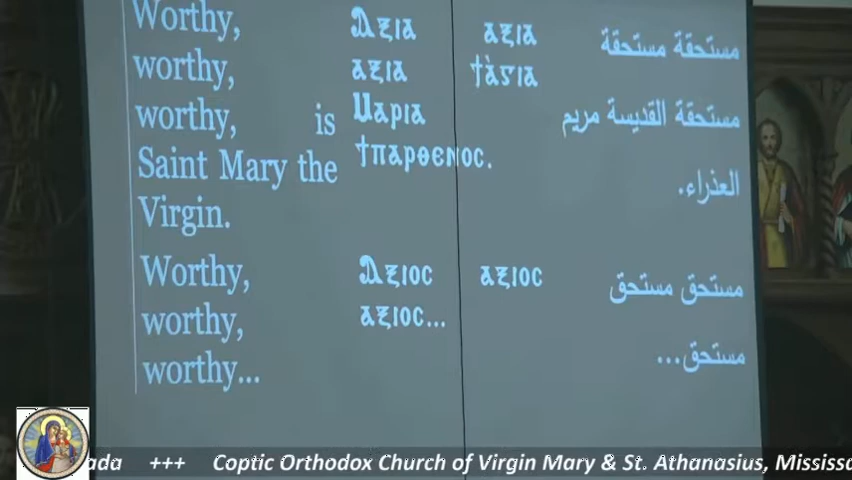 Worthy,
worthy,
worthy, is
Saint Mary the
Virgin.
Worthy,
worthy,
worthy...
Ⲁⲝⲓⲁ ⲁⲝⲓⲁ
ⲁⲝⲓⲁ ϯⲁ̀ⲅⲓⲁ
Ⲙⲁⲣⲓⲁ
ϯⲡⲁⲣⲑⲉⲛⲟⲥ.
Ⲁⲝⲓⲟⲥ ⲁⲝⲓⲟⲥ
ⲁⲝⲓⲟⲥ...
مستحقة مستحقة
مستحقة القديسة مريم
العذراء.
مستحق مستحق
مستحق...
ada +++ Coptic Orthodox Church of Virgin Mary & St. Athanasius, Mississa